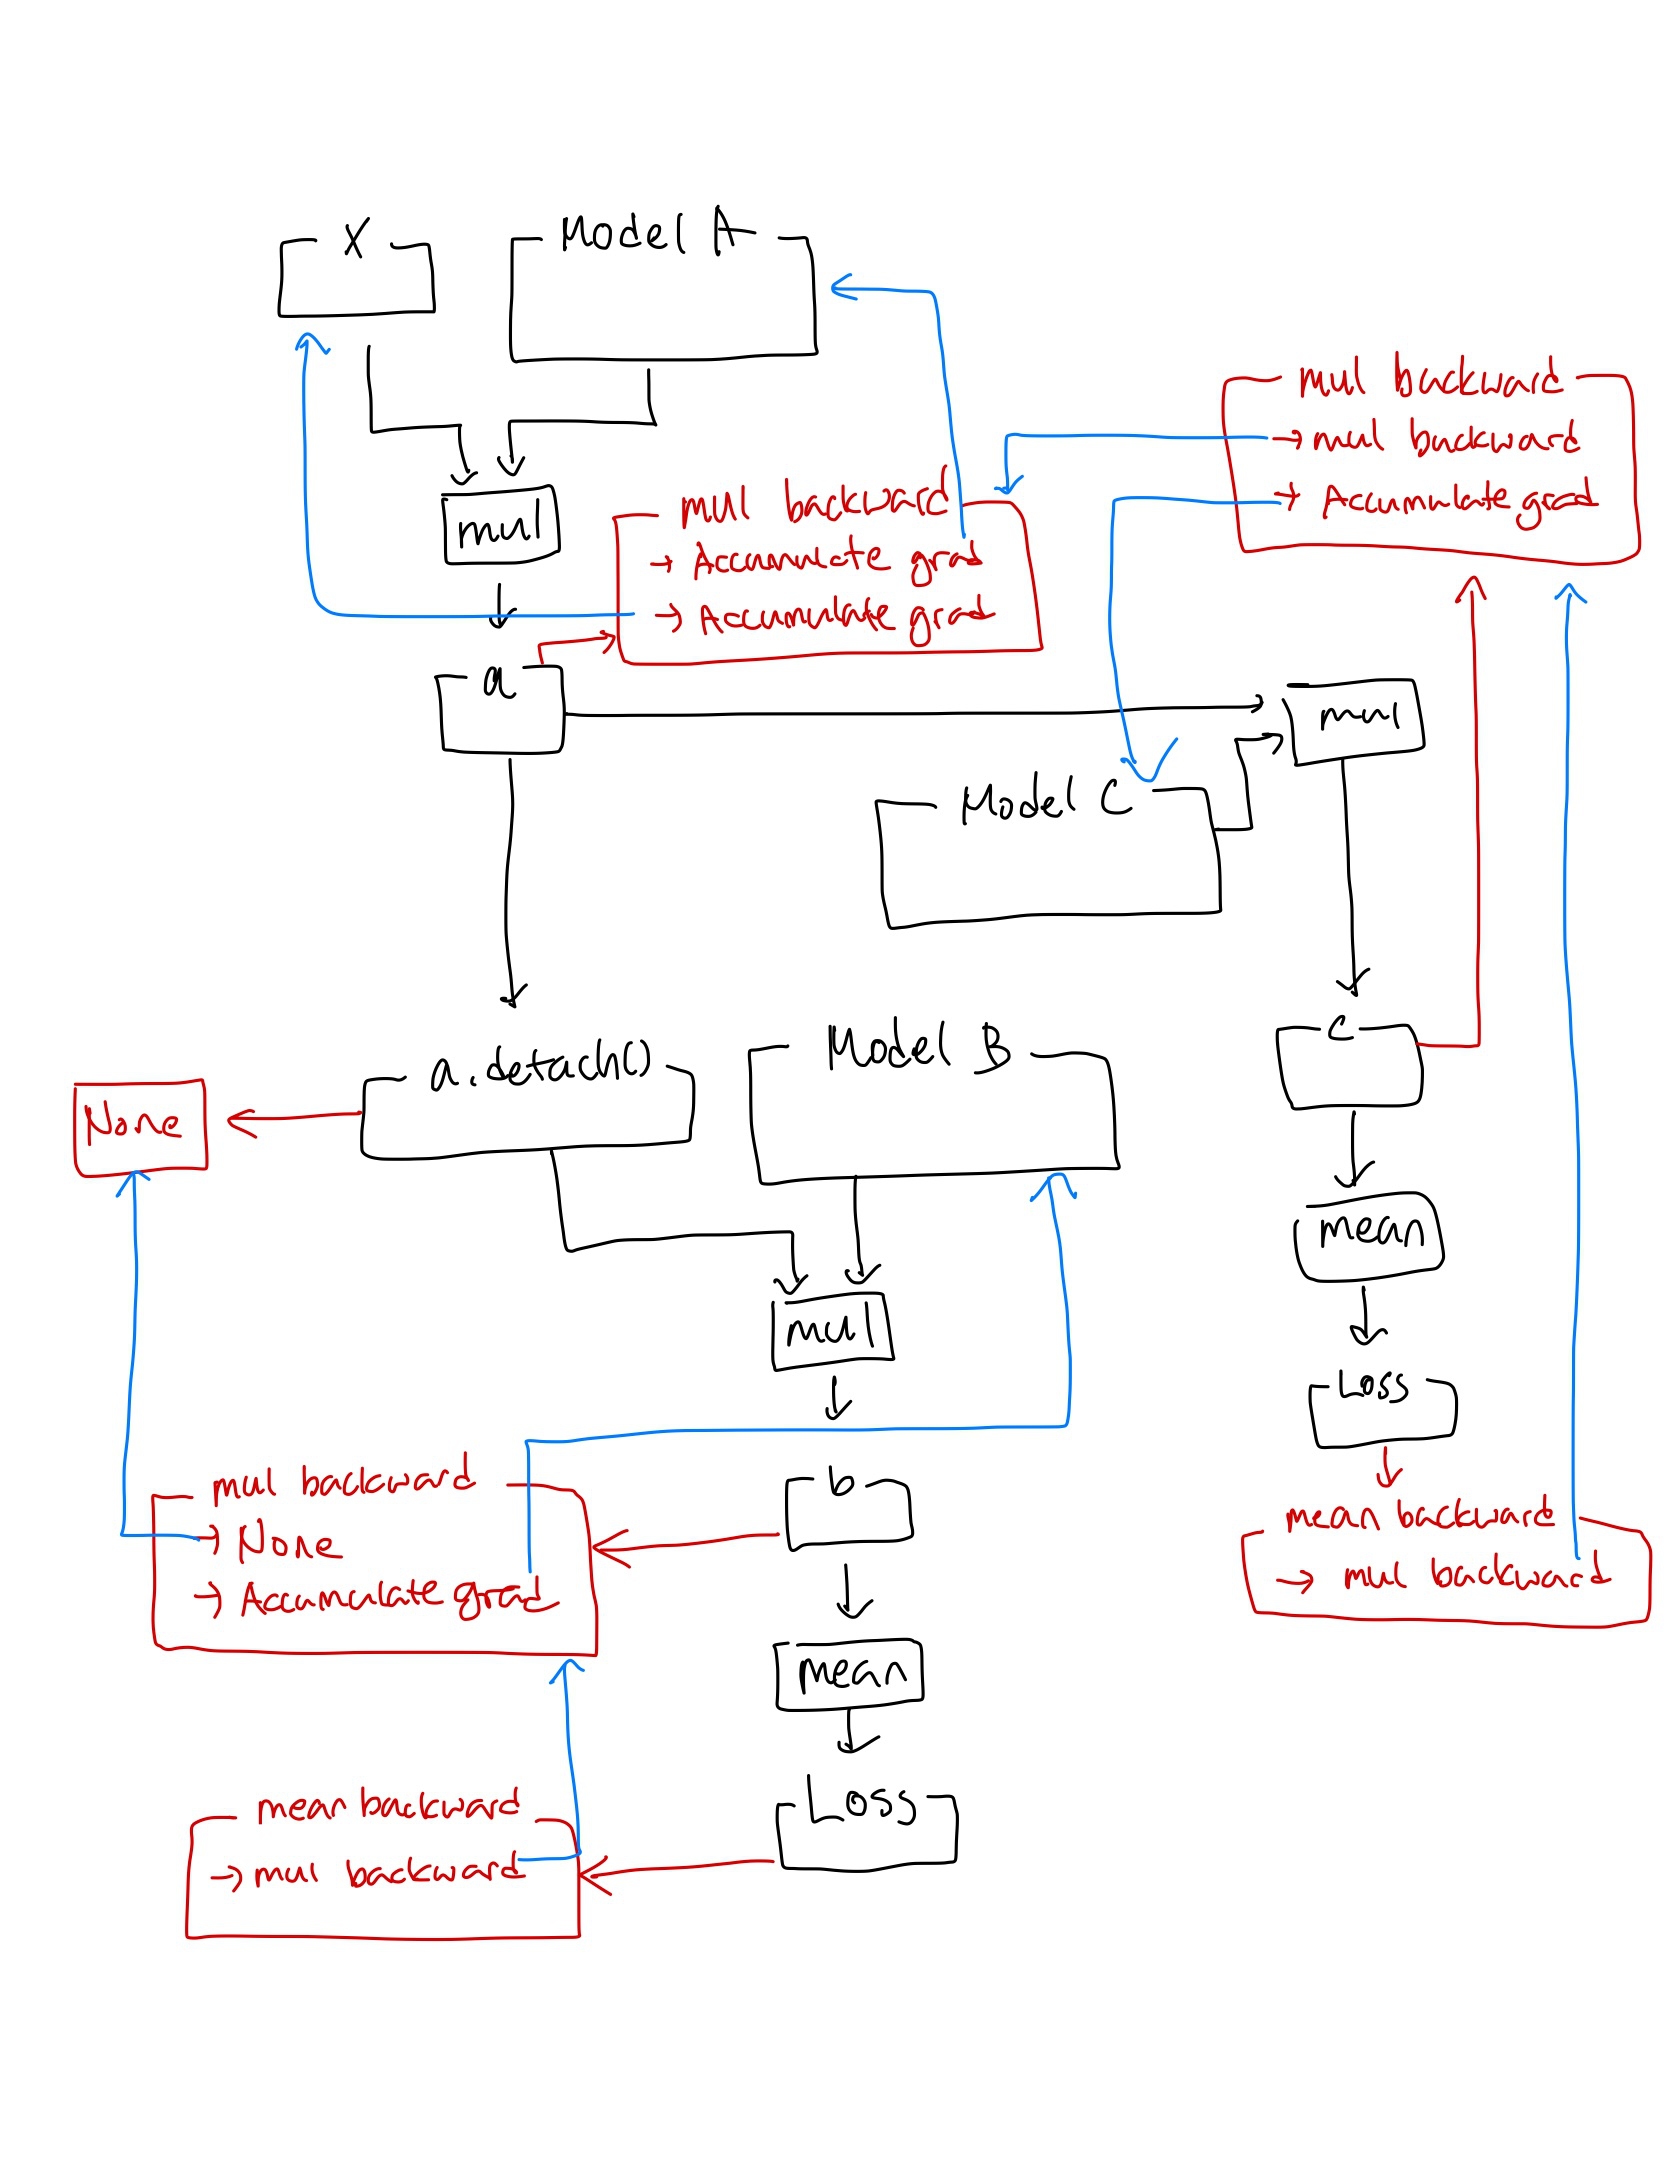 X
Model A
mul
mul backward
→ Accumulate grad
→ Accumulate grad
mul backward
→ mul backward
→ Accumulate grad
a
mul
Model C
a.detach()
Model B
None
c
mean
mul
Loss
mul backward
→ None
→ Accumulate grad
b
mean backward
→ mul backward
mean
Loss
mean backward
→ mul backward